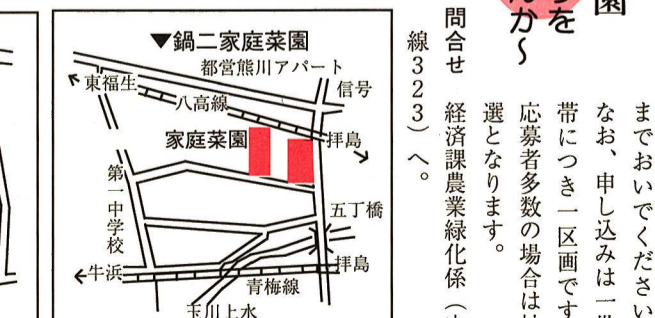 園
りを
んか～
までおいでください
なお、申し込みは一世
帯につき一区画です
応募者多数の場合は
選となります。
問合せ 経済課農業緑化係（
線323）へ。
▼鍋二家庭菜園
都営熊川アパート
信号
東福生
八高線
家庭菜園
拝島
第一中学校
五丁橋
牛浜
拝島
青梅線
玉川上水